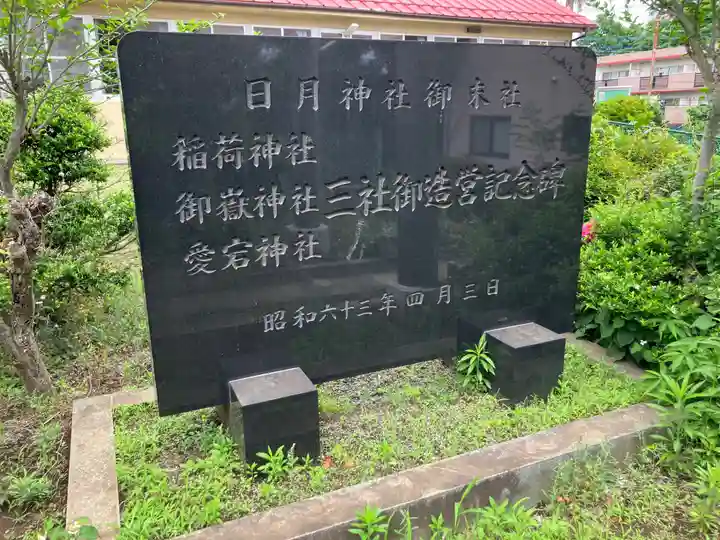 日月神社御末社
稲荷神社
御嶽神社三社御造営記念碑
愛宕神社
昭和六十三年四月三日